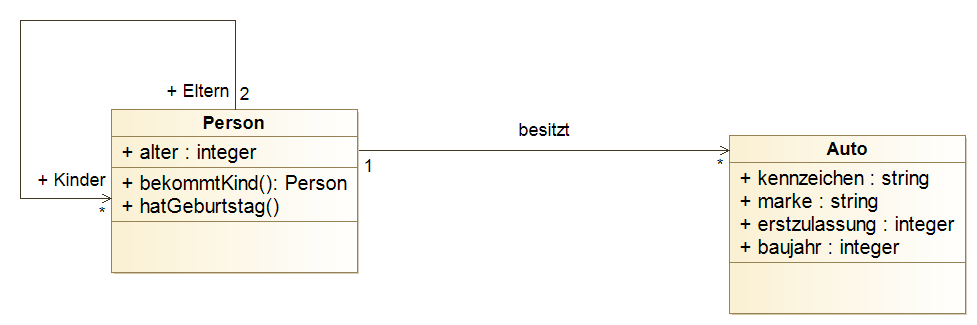 + Eltern 2
Person
+ alter : integer
+ Kinder
*
+ bekommtKind(): Person
+ hatGeburtstag()
besitzt
1
*
Auto
+ kennzeichen : string
+ marke : string
+ erstzulassung : integer
+ baujahr : integer